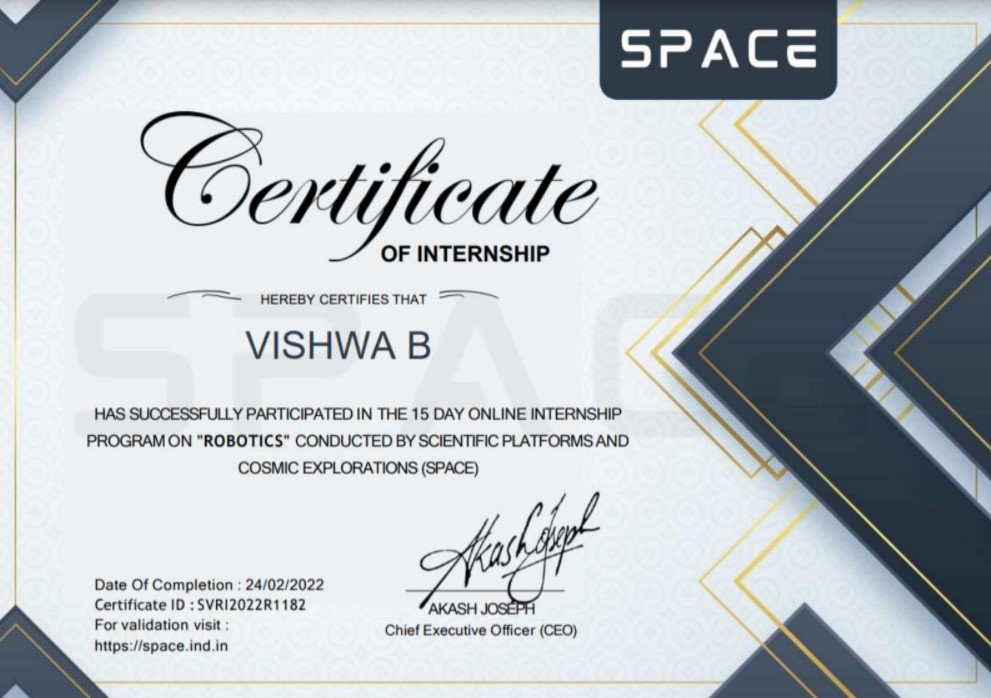 SPACE
Certificate
OF INTERNSHIP
HEREBY CERTIFIES THAT
VISHWA B
HAS SUCCESSFULLY PARTICIPATED IN THE 15 DAY ONLINE INTERNSHIP
PROGRAM ON "ROBOTICS" CONDUCTED BY SCIENTIFIC PLATFORMS AND
COSMIC EXPLORATIONS (SPACE)
Akash Joseph
Date Of Completion : 24/02/2022
Certificate ID : SVRI2022R1182
For validation visit :
https://space.ind.in
AKASH JOSEPH
Chief Executive Officer (CEO)
SPACE